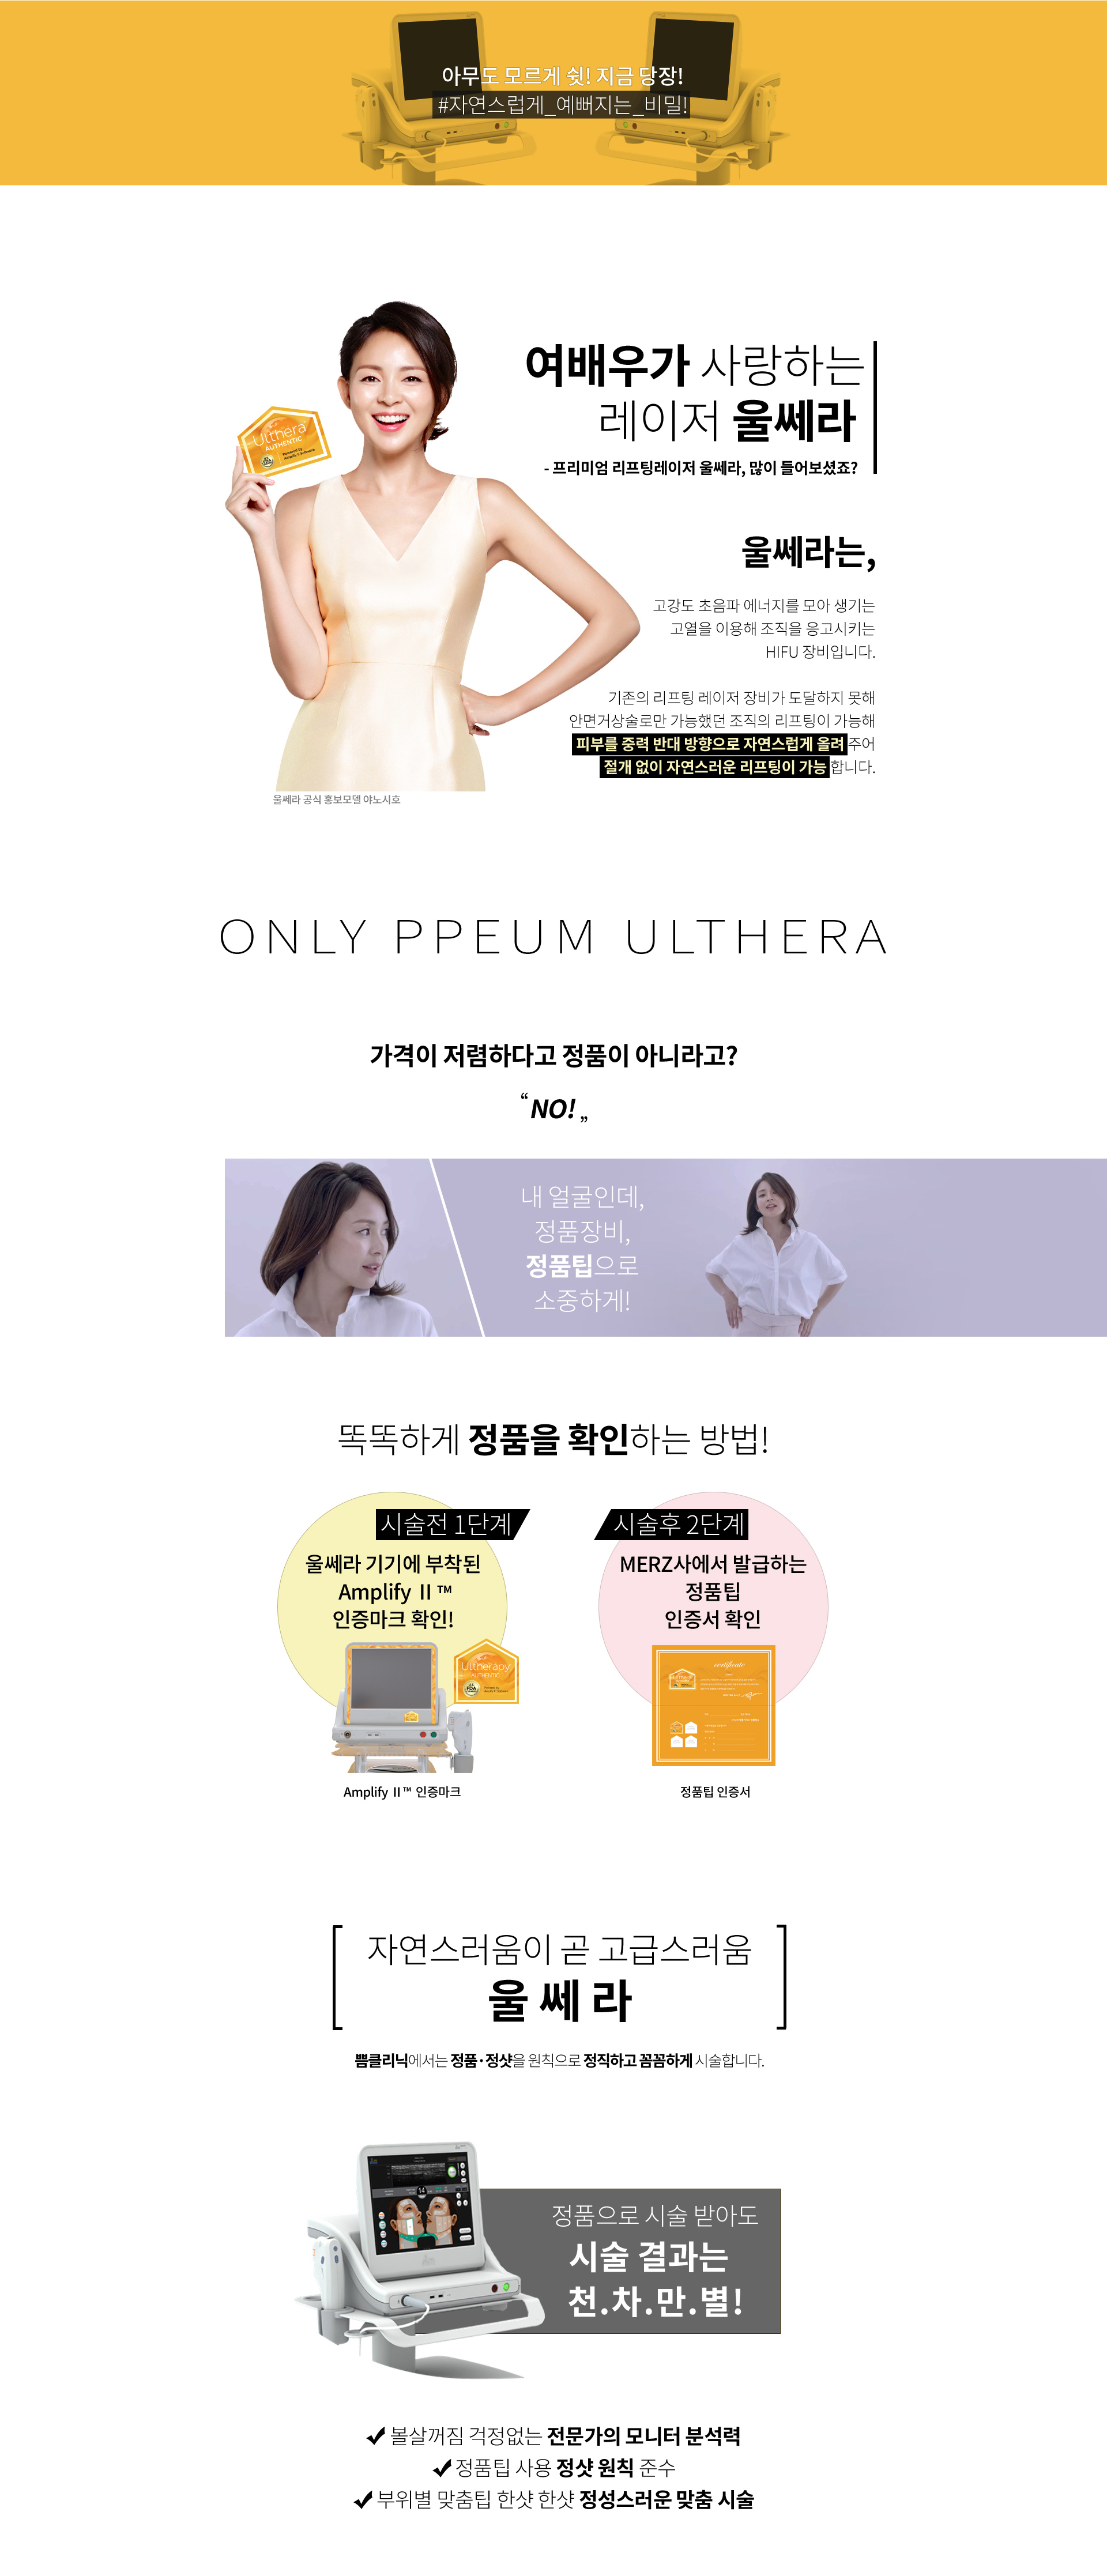 아무도 모르게 쉿! 지금 당장!
#자연스럽게_예뻐지는_비밀!
여배우가 사랑하는
레이저 울쎄라
- 프리미엄 리프팅레이저 울쎄라, 많이 들어보셨죠?
Ulthera
AUTHENTIC
Powered by
Amplify II Software
울쎄라는,
고강도 초음파 에너지를 모아 생기는
고열을 이용해 조직을 응고시키는
HIFU 장비입니다.
기존의 리프팅 레이저 장비가 도달하지 못해
안면거상술로만 가능했던 조직의 리프팅이 가능해
피부를 중력 반대 방향으로 자연스럽게 올려주어
절개 없이 자연스러운 리프팅이 가능합니다.
울쎄라 공식 홍보모델 야노시호
ONLY PPEUM ULTHERA
가격이 저렴하다고 정품이 아니라고?
“NO!„
내 얼굴인데,
정품장비,
정품팁으로
소중하게!
똑똑하게 정품을 확인하는 방법!
시술전 1단계
울쎄라 기기에 부착된
Amplify II ™
인증마크 확인!
Ultherapy
AUTHENTIC
FDA
Amplify II™ 인증마크
시술후 2단계
MERZ사에서 발급하는
정품팁
인증서 확인
certificate
정품팁 인증서
자연스러움이 곧 고급스러움
울쎄라
쁨클리닉에서는 정품·정샷을 원칙으로 정직하고 꼼꼼하게 시술합니다.
14
정품으로 시술 받아도
시술 결과는
천.차.만.별!
✔ 볼살꺼짐 걱정없는 전문가의 모니터 분석력
✔ 정품팁 사용 정샷 원칙 준수
✔ 부위별 맞춤팁 한샷 한샷 정성스러운 맞춤 시술